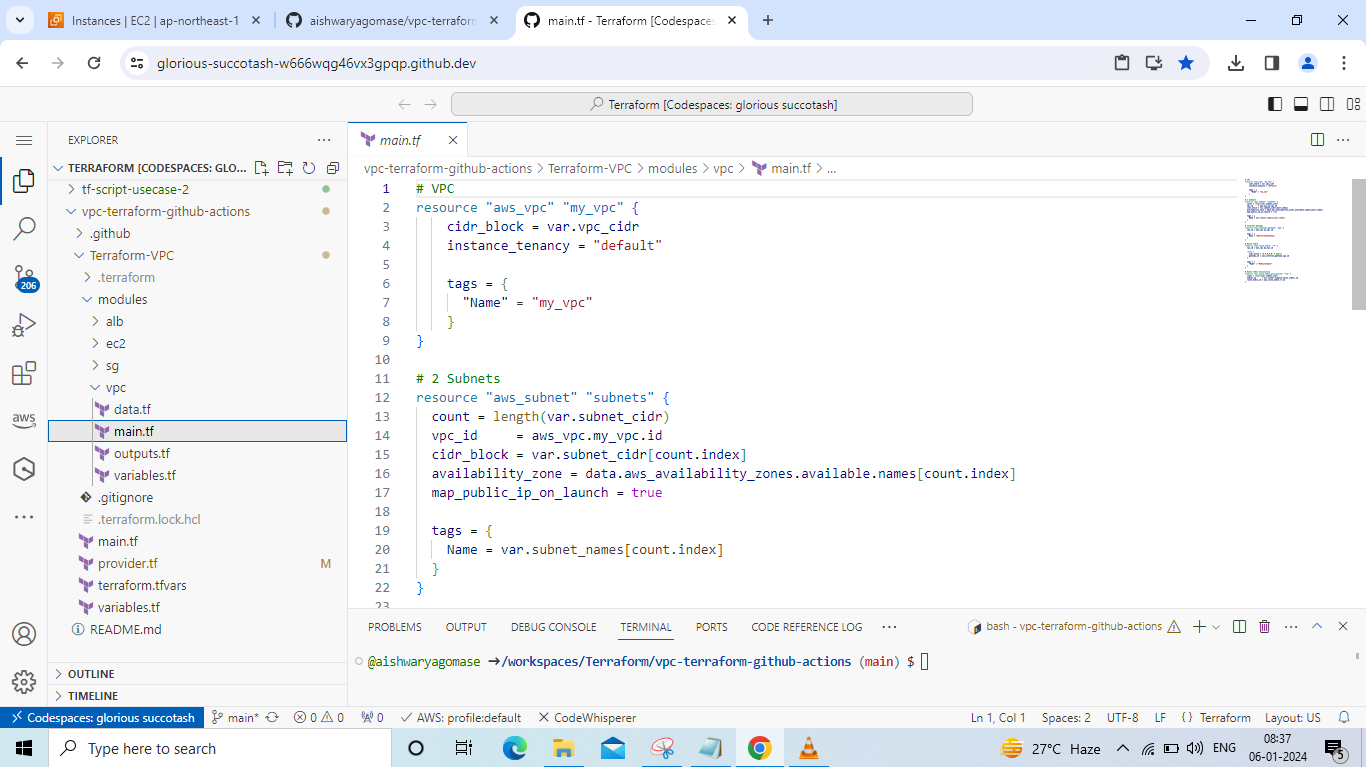 Instances | EC2 | ap-northeast-1
aishwaryagomase/vpc-terraform
main.tf - Terraform [Codespaces:
glorious-succotash-w666wqg46vx3gpqp.github.dev
Terraform [Codespaces: glorious succotash]
EXPLORER
TERRAFORM [CODESPACES: GLO...
tf-script-usecase-2
vpc-terraform-github-actions
.github
Terraform-VPC
.terraform
modules
alb
ec2
sg
vpc
data.tf
main.tf
outputs.tf
variables.tf
.gitignore
.terraform.lock.hcl
main.tf
provider.tf M
terraform.tfvars
variables.tf
README.md
OUTLINE
TIMELINE
206
aws
main.tf
vpc-terraform-github-actions > Terraform-VPC > modules > vpc > main.tf > ...
1 # VPC
2 resource "aws_vpc" "my_vpc" {
3 cidr_block = var.vpc_cidr
4 instance_tenancy = "default"
5
6 tags = {
7 "Name" = "my_vpc"
8 }
9 }
10
11 # 2 Subnets
12 resource "aws_subnet" "subnets" {
13 count = length(var.subnet_cidr)
14 vpc_id     = aws_vpc.my_vpc.id
15 cidr_block = var.subnet_cidr[count.index]
16 availability_zone = data.aws_availability_zones.available.names[count.index]
17 map_public_ip_on_launch = true
18
19 tags = {
20 Name = var.subnet_names[count.index]
21 }
22 }
23
PROBLEMS OUTPUT DEBUG CONSOLE TERMINAL PORTS CODE REFERENCE LOG ...
bash - vpc-terraform-github-actions
@aishwaryagomase →/workspaces/Terraform/vpc-terraform-github-actions (main) $
Codespaces: glorious succotash main* 0 0 0 AWS: profile:default CodeWhisperer Ln 1, Col 1 Spaces: 2 UTF-8 LF {} Terraform Layout: US
Type here to search
27°C Haze
ENG
08:37
06-01-2024
5